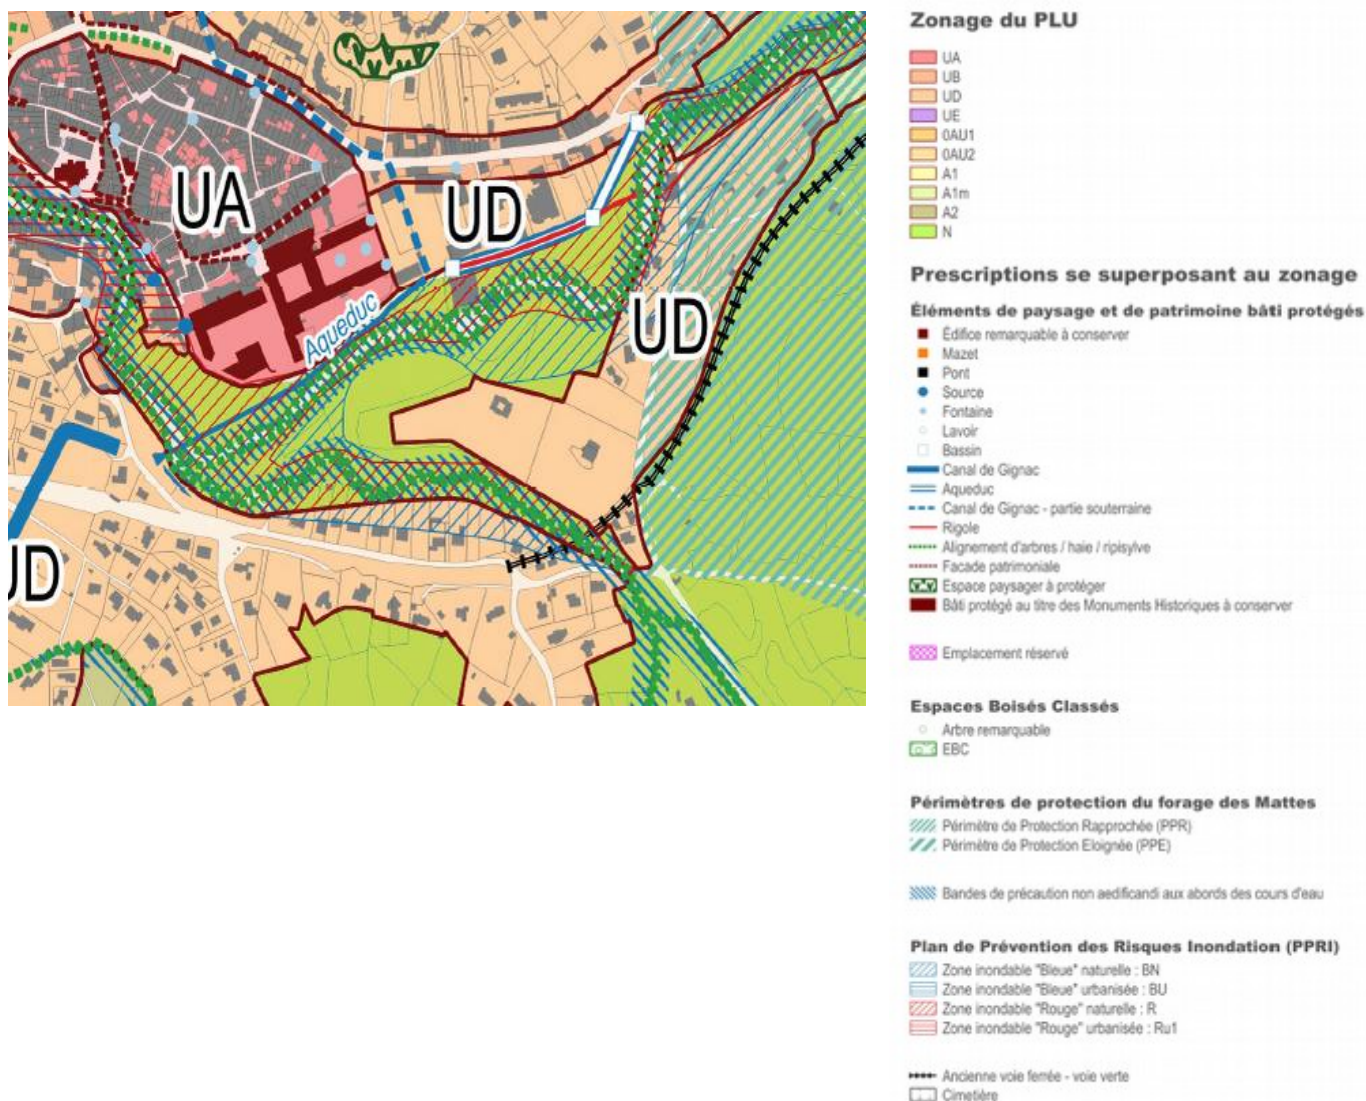 UA
UD
Aqueduc
UD
UD
Zonage du PLU
UA
UB
UD
UE
0AU1
0AU2
A1
A1m
A2
N
Prescriptions se superposant au zonage
Éléments de paysage et de patrimoine bâti protégés
Édifice remarquable à conserver
Mazet
Pont
Source
Fontaine
Lavoir
Bassin
Canal de Gignac
Aqueduc
Canal de Gignac - partie souterraine
Rigole
Alignement d'arbres / haie / ripisylve
Facade patrimoniale
Espace paysager à protéger
Bâti protégé au titre des Monuments Historiques à conserver
Emplacement réservé
Espaces Boisés Classés
Arbre remarquable
EBC
Périmètres de protection du forage des Mattes
Périmètre de Protection Rapprochée (PPR)
Périmètre de Protection Eloignée (PPE)
Bandes de précaution non aedificandi aux abords des cours d'eau
Plan de Prévention des Risques Inondation (PPRI)
Zone inondable "Bleue" naturelle : BN
Zone inondable "Bleue" urbanisée : BU
Zone inondable "Rouge" naturelle : R
Zone inondable "Rouge" urbanisée : Ru1
Ancienne voie ferrée - voie verte
Cimetière